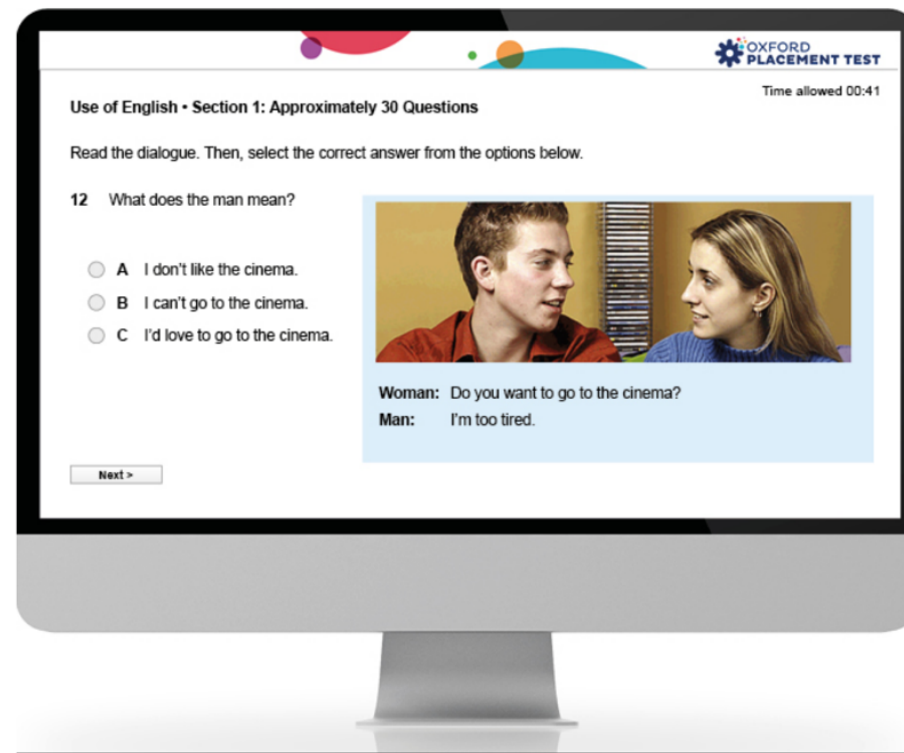 OXFORD
PLACEMENT TEST
Time allowed 00:41
Use of English • Section 1: Approximately 30 Questions
Read the dialogue. Then, select the correct answer from the options below.
12 What does the man mean?
A I don't like the cinema.
B I can't go to the cinema.
C I'd love to go to the cinema.
Woman: Do you want to go to the cinema?
Man: I'm too tired.
Next >